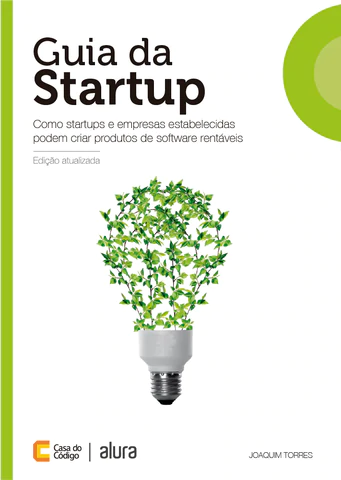 Guia da
Startup
Como startups e empresas estabelecidas
podem criar produtos de software rentáveis
Edição atualizada
Casa do
Código
alura
JOAQUIM TORRES